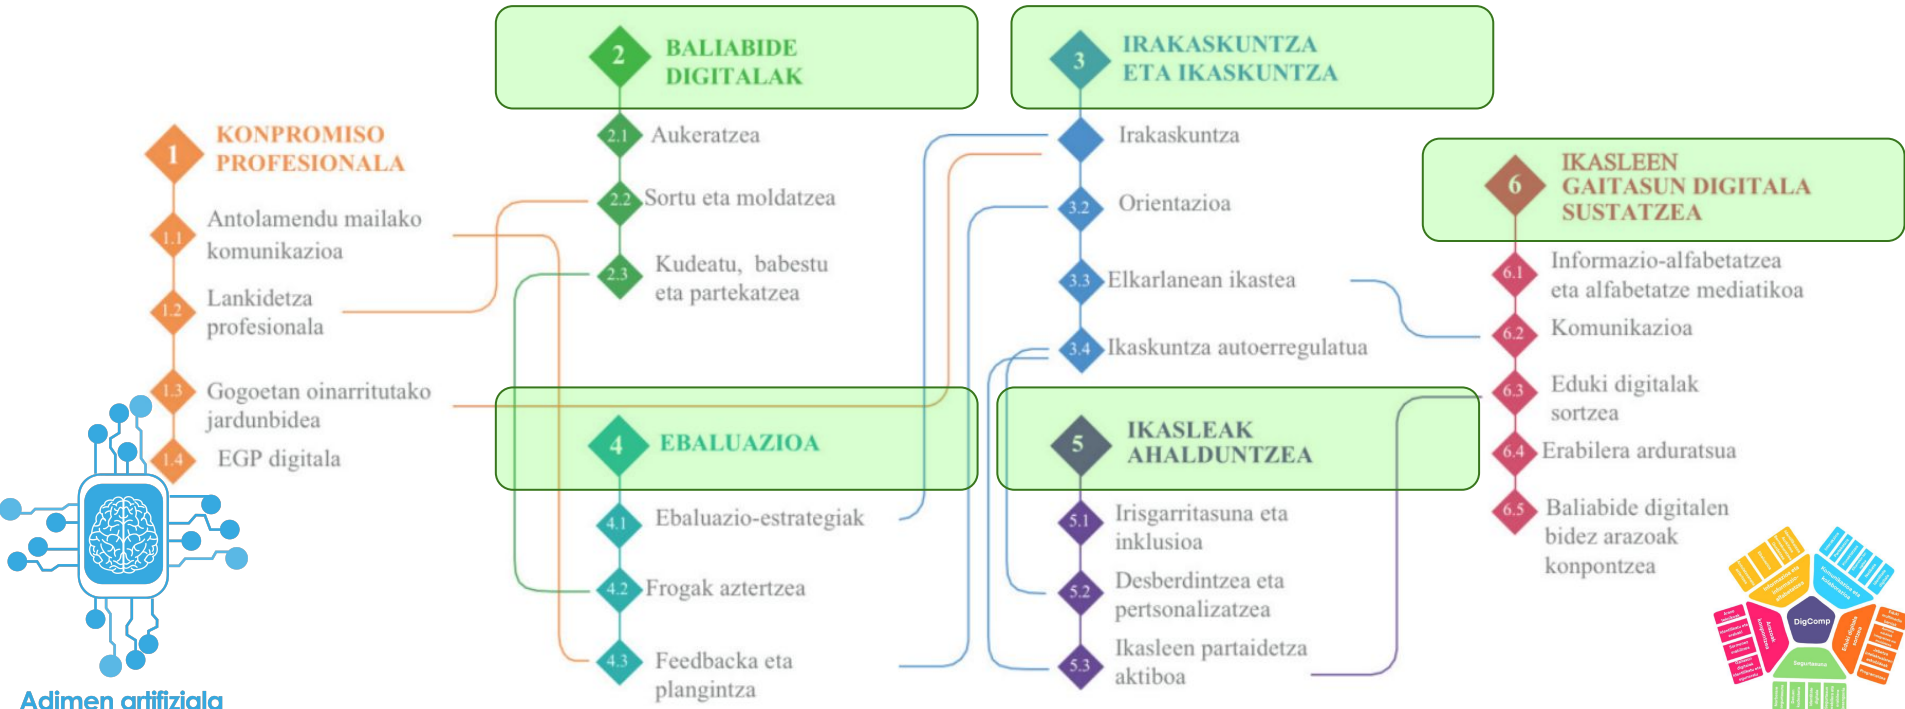 1
KONPROMISO
PROFESIONALA
1.1
Antolamendu mailako
komunikazioa
1.2
Lankidetza
profesionala
1.3
Gogoetan oinarritutako
jardunbidea
1.4
EGP digitala
2
BALIABIDE
DIGITALAK
2.1
Aukeratzea
2.2
Sortu eta moldatzea
2.3
Kudeatu, babestu
eta partekatzea
3
IRAKASKUNTZA
ETA IKASKUNTZA
Irakaskuntza
3.2
Orientazioa
3.3
Elkarlanean ikastea
3.4
Ikaskuntza autoerregulatua
4
EBALUAZIOA
4.1
Ebaluazio-estrategiak
4.2
Frogak aztertzea
4.3
Feedbacka eta
plangintza
5
IKASLEAK
AHALDUNTZEA
5.1
Irisgarritasuna eta
inklusioa
5.2
Desberdintzea eta
pertsonalizatzea
5.3
Ikasleen partaidetza
aktiboa
6
IKASLEEN
GAITASUN DIGITALA
SUSTATZEA
6.1
Informazio-alfabetatzea
eta alfabetatze mediatikoa
6.2
Komunikazioa
6.3
Eduki digitalak
sortzea
6.4
Erabilera arduratsua
6.5
Baliabide digitalen
bidez arazoak
konpontzea
Adimen artifiziala
DigComp
Segurtasuna